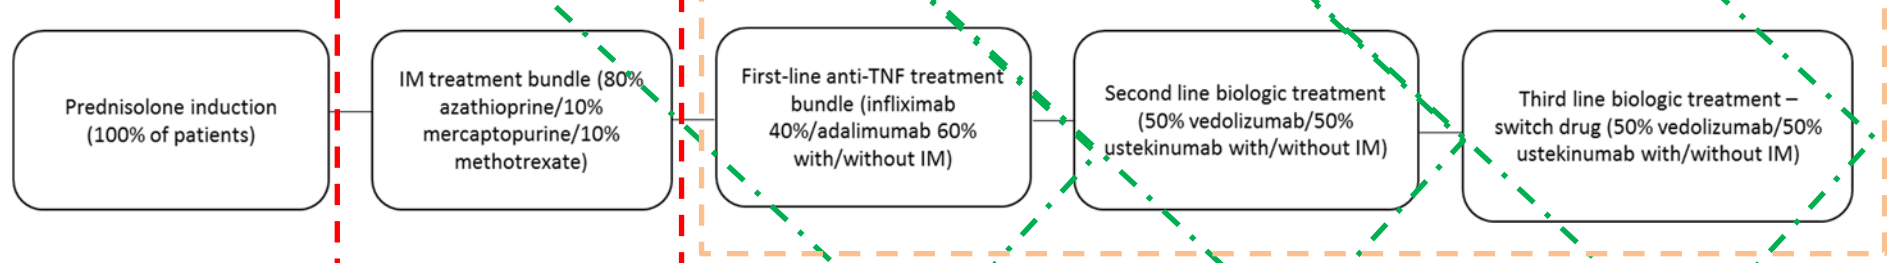 Prednisolone induction
(100% of patients)
IM treatment bundle (80%
azathioprine/10%
mercaptopurine/10%
methotrexate)
First-line anti-TNF treatment
bundle (infliximab
40%/adalimumab 60%
with/without IM)
Second line biologic treatment
(50% vedolizumab/50%
ustekinumab with/without IM)
Third line biologic treatment –
switch drug (50% vedolizumab/50%
ustekinumab with/without IM)